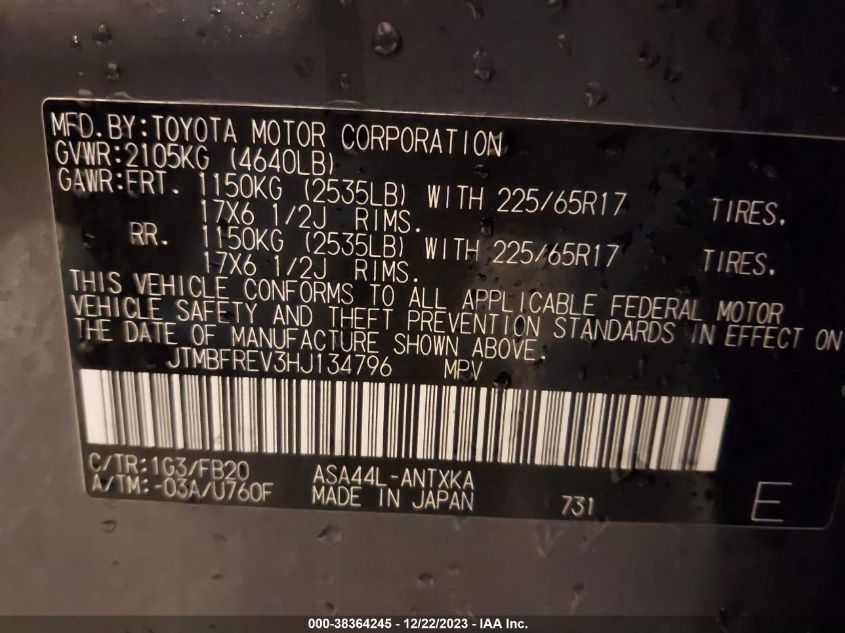 MFD.BY:TOYOTA MOTOR CORPORATION
GVWR:2105KG (4640LB)
GAWR:FRT. 1150KG (2535LB) WITH 225/65R17 TIRES.
17X6 1/2J RIMS.
RR. 1150KG (2535LB) WITH 225/65R17 TIRES.
17X6 1/2J RIMS.
THIS VEHICLE CONFORMS TO ALL APPLICABLE FEDERAL MOTOR
VEHICLE SAFETY AND THEFT PREVENTION STANDARDS IN EFFECT ON
THE DATE OF MANUFACTURE SHOWN ABOVE.
JTMBFREV3HJ134796 MPV
C/TR:1G3/FB20 ASA44L-ANTXKA
A/TM:-03A/U760F MADE IN JAPAN 731 E
000-38364245 - 12/22/2023 - IAA Inc.